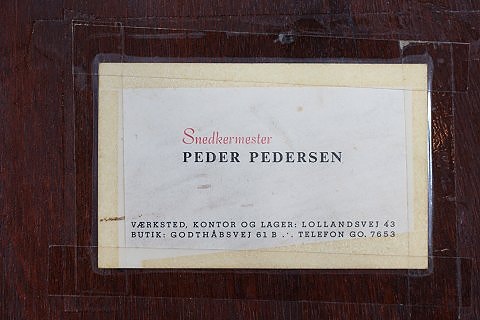 Snedkermester
PEDER PEDERSEN
VÆRKSTED, KONTOR OG LAGER: LOLLANDSVEJ 43
BUTIK: GODTHÅBSVEJ 61 B .·. TELEFON GO. 7653